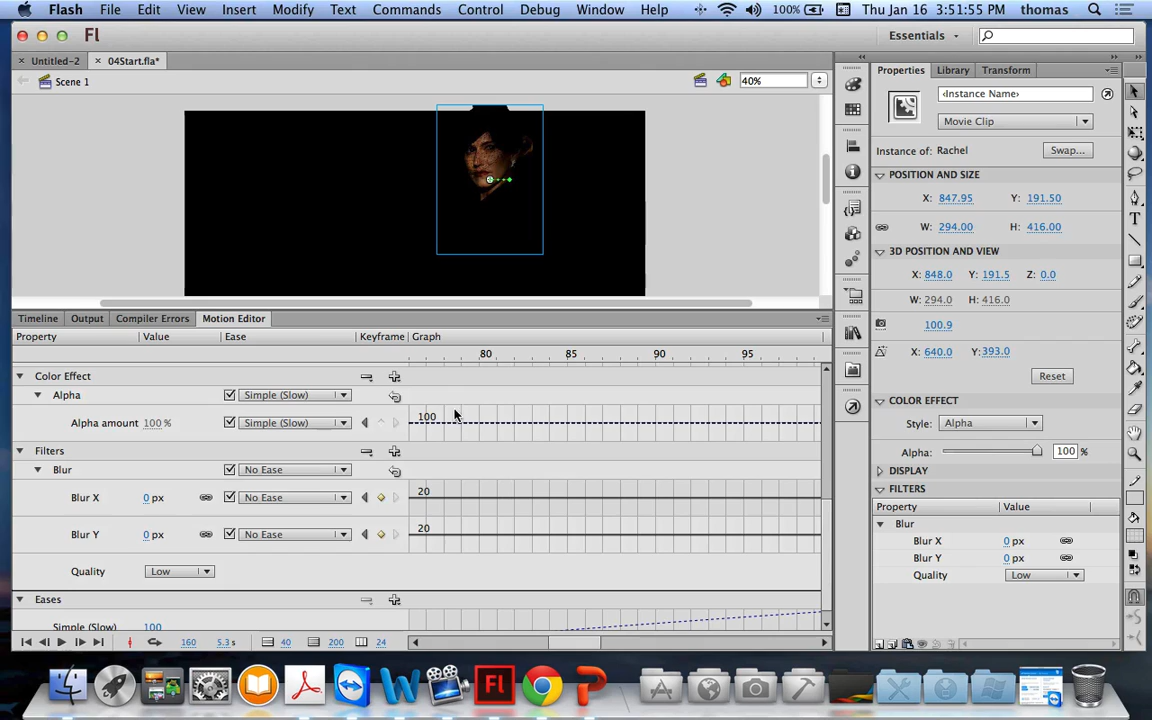 Flash File Edit View Insert Modify Text Commands Control Debug Window Help 100% Thu Jan 16 3:51:55 PM thomas
Fl Essentials
Untitled-2 04Start.fla*
Scene 1 40%
Properties Library Transform
‹Instance Name›
Movie Clip
Instance of: Rachel Swap...
POSITION AND SIZE
X: 847.95 Y: 191.50
W: 294.00 H: 416.00
3D POSITION AND VIEW
X: 848.0 Y: 191.5 Z: 0.0
W: 294.0 H: 416.0
100.9
X: 640.0 Y: 393.0
Reset
COLOR EFFECT
Style: Alpha
Alpha: 100 %
DISPLAY
FILTERS
Property Value
Blur
Blur X 0 px
Blur Y 0 px
Quality Low
Timeline Output Compiler Errors Motion Editor
Property Value Ease Keyframe Graph
80 85 90 95
Color Effect
Alpha Simple (Slow)
Alpha amount 100 % Simple (Slow) 100
Filters
Blur No Ease
Blur X 0 px No Ease 20
Blur Y 0 px No Ease 20
Quality Low
Eases
Simple (Slow) 100
160 5.3 s 40 200 24